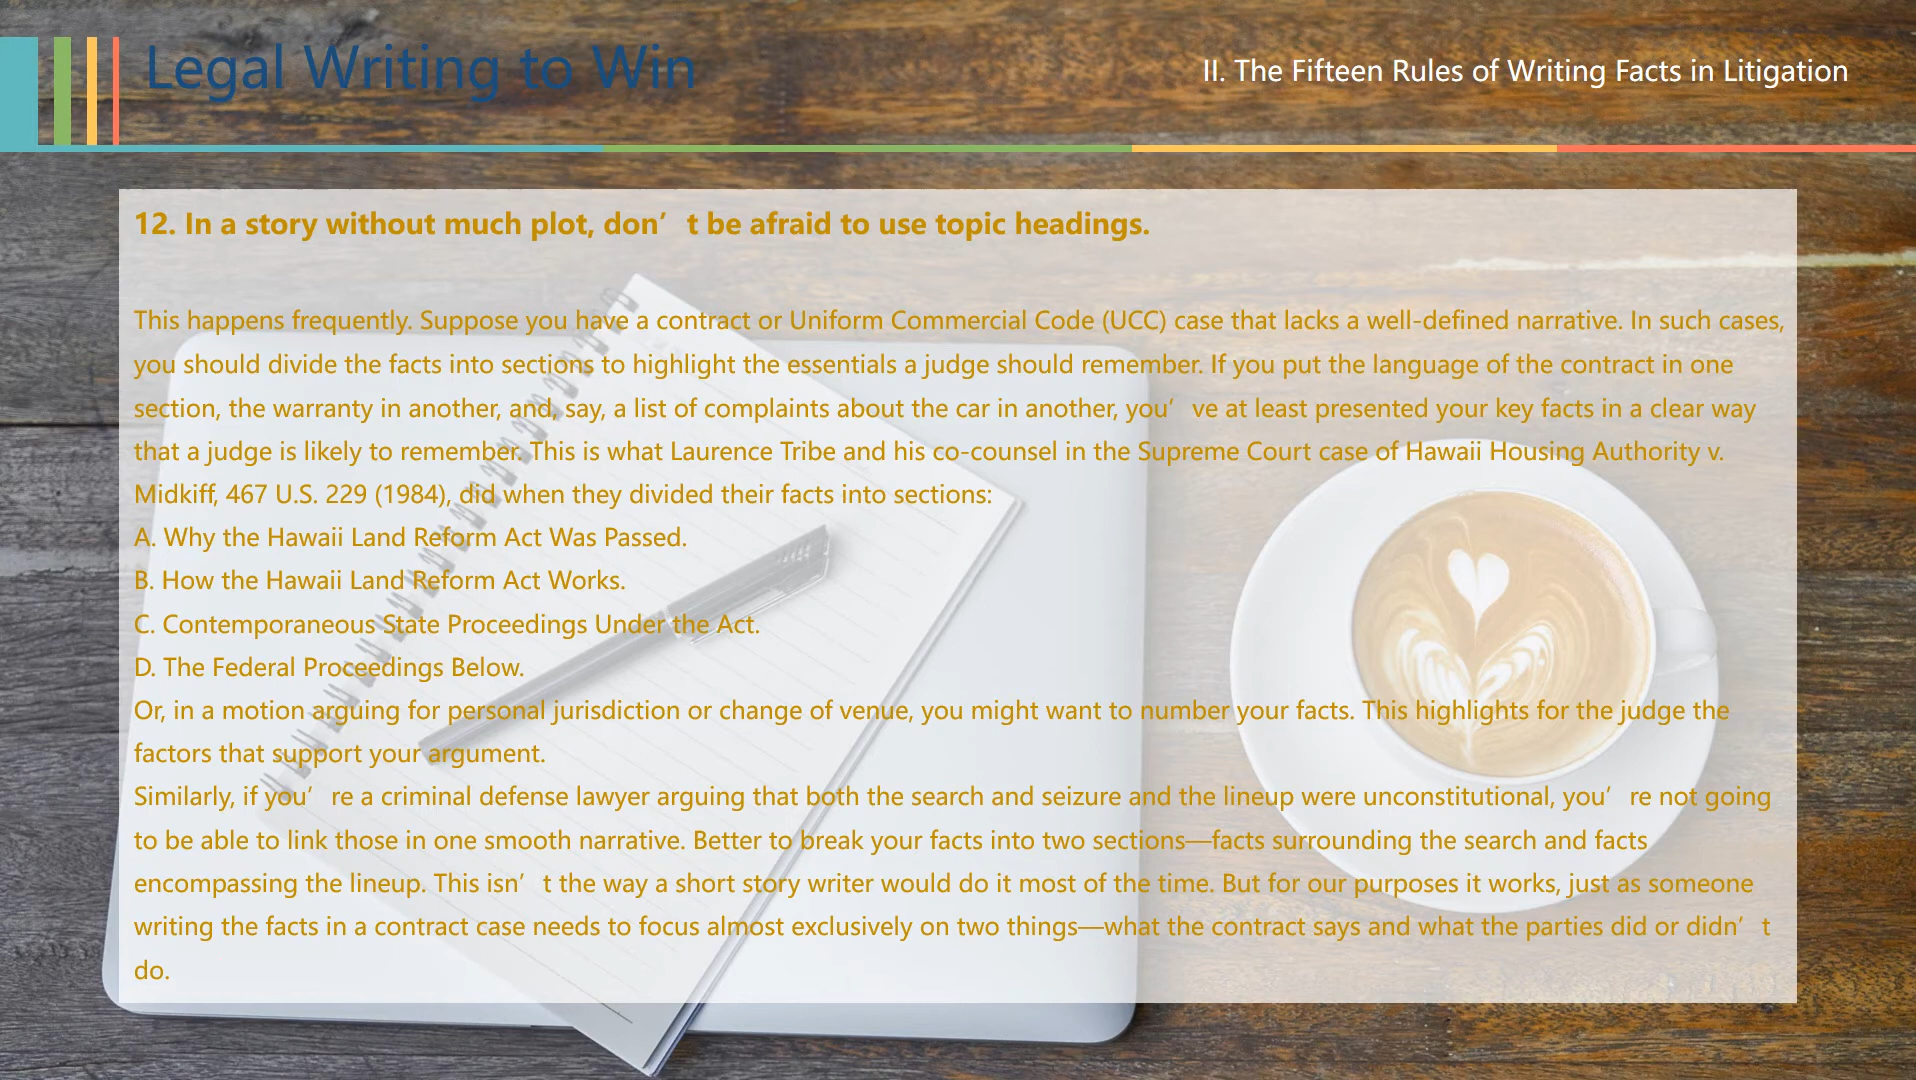 Legal Writing to Win
II. The Fifteen Rules of Writing Facts in Litigation
12. In a story without much plot, don’t be afraid to use topic headings.
This happens frequently. Suppose you have a contract or Uniform Commercial Code (UCC) case that lacks a well-defined narrative. In such cases,
you should divide the facts into sections to highlight the essentials a judge should remember. If you put the language of the contract in one
section, the warranty in another, and, say, a list of complaints about the car in another, you’ve at least presented your key facts in a clear way
that a judge is likely to remember. This is what Laurence Tribe and his co-counsel in the Supreme Court case of Hawaii Housing Authority v.
Midkiff, 467 U.S. 229 (1984), did when they divided their facts into sections:
A. Why the Hawaii Land Reform Act Was Passed.
B. How the Hawaii Land Reform Act Works.
C. Contemporaneous State Proceedings Under the Act.
D. The Federal Proceedings Below.
Or, in a motion arguing for personal jurisdiction or change of venue, you might want to number your facts. This highlights for the judge the
factors that support your argument.
Similarly, if you’re a criminal defense lawyer arguing that both the search and seizure and the lineup were unconstitutional, you’re not going
to be able to link those in one smooth narrative. Better to break your facts into two sections—facts surrounding the search and facts
encompassing the lineup. This isn’t the way a short story writer would do it most of the time. But for our purposes it works, just as someone
writing the facts in a contract case needs to focus almost exclusively on two things—what the contract says and what the parties did or didn’t
do.